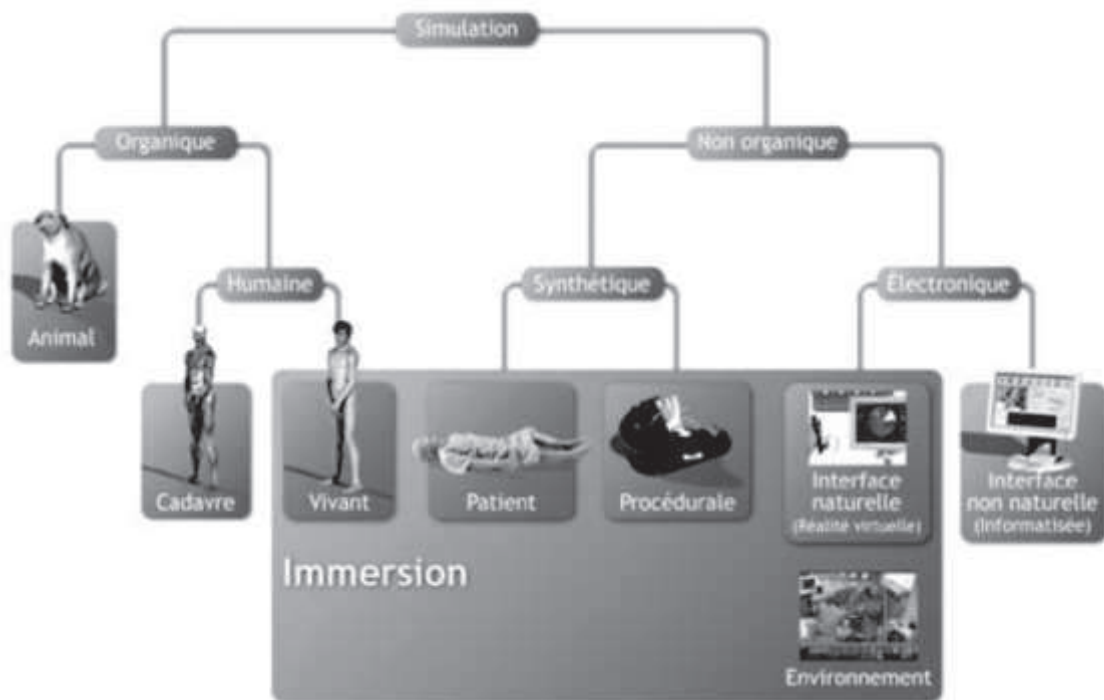 Simulation
Organique
Non organique
Humaine
Synthétique
Électronique
Animal
Cadavre
Vivant
Patient
Procédurale
Interface
naturelle
(Réalité virtuelle)
Interface
non naturelle
(Informatisée)
Immersion
Environnement